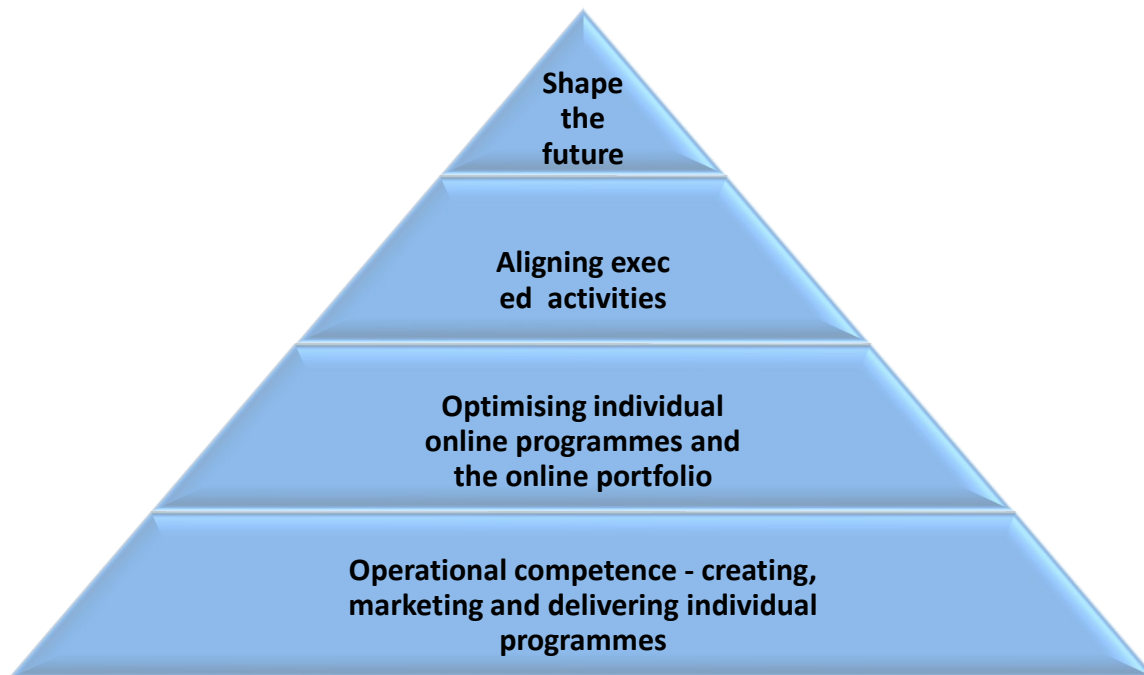 Shape
the
future
Aligning exec
ed  activities
Optimising individual
online programmes and
the online portfolio
Operational competence - creating,
marketing and delivering individual
programmes